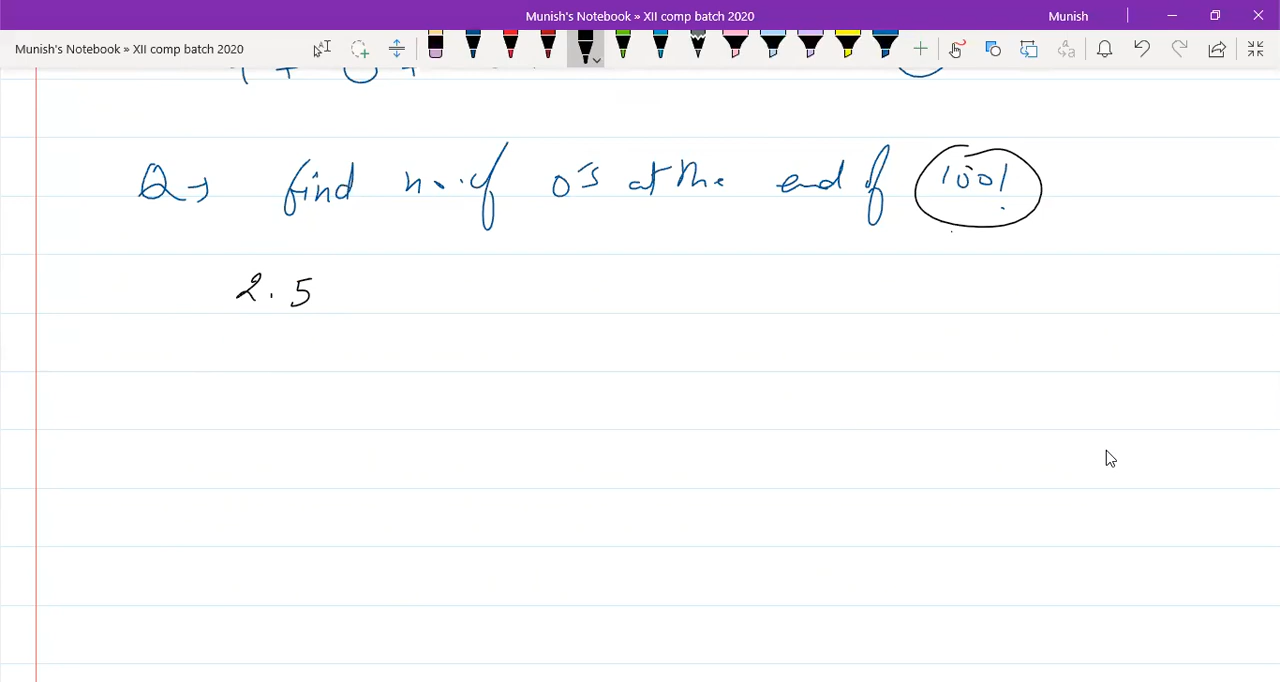 Munish's Notebook » XII comp batch 2020
Munish
Munish's Notebook » XII comp batch 2020
Q→ find no. of 0's at the end of 100!
2.5